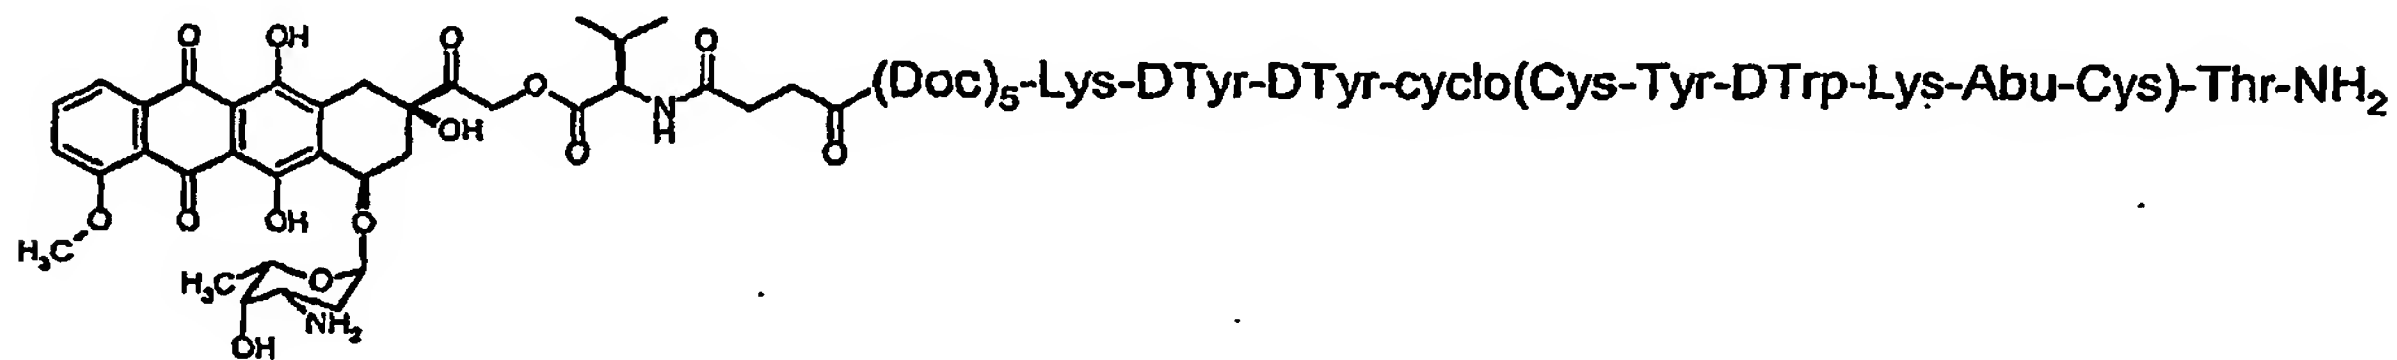 O OH O O O
(Doc)5-Lys-DTyr-DTyr-cyclo(Cys-Tyr-DTrp-Lys-Abu-Cys)-Thr-NH2
O N
H
OH O O
O O OH O
H3C
H3C O
NH2
OH